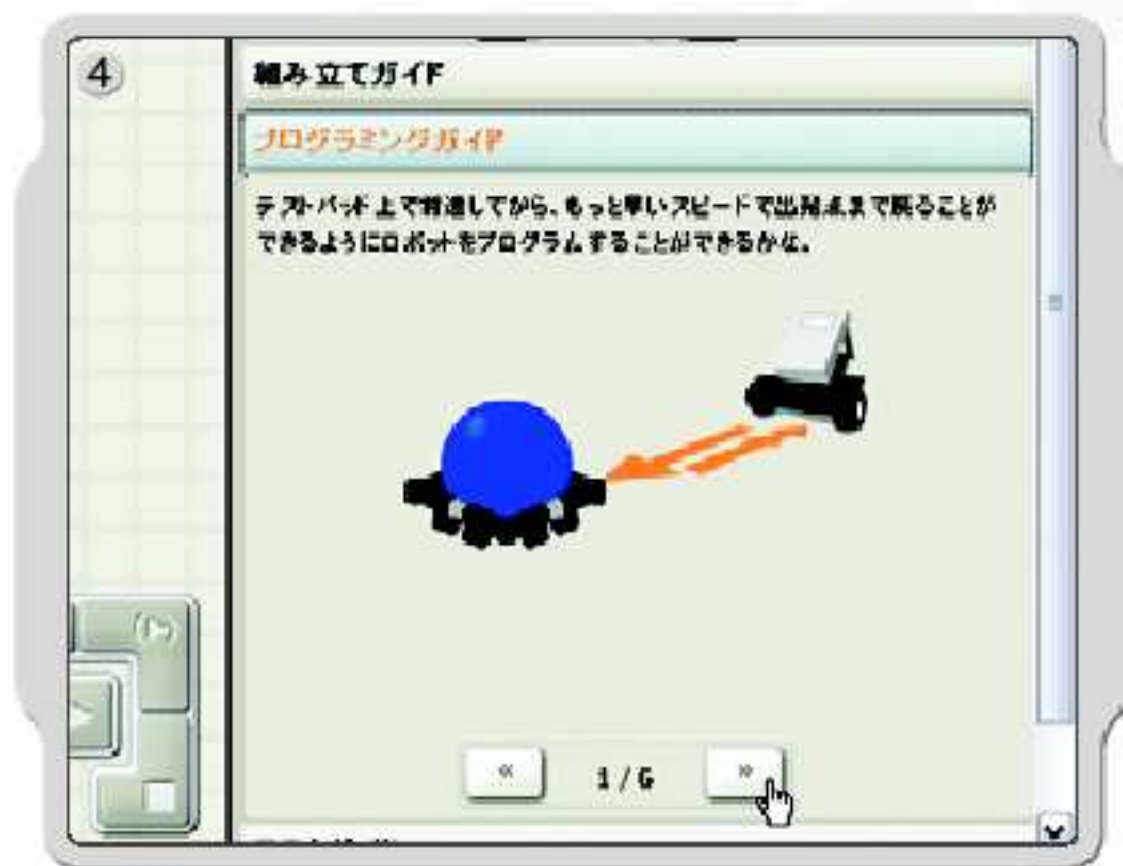 4
組み立てガイド
プログラミングガイド
テストパッド上で前進してから、もっと早いスピードで出発点まで戻ることが
できるようにロボットをプログラムすることができるかな。
« 1 / 6 »